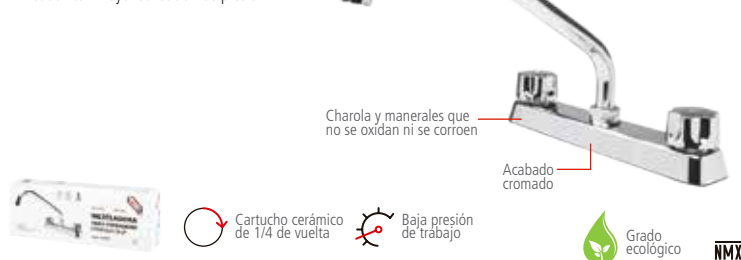 Charola y manerales que
no se oxidan ni se corroen
Acabado
cromado
MEZCLADORA
Cartucho cerámico
de 1/4 de vuelta
Baja presión
de trabajo
Grado
ecológico
NMX